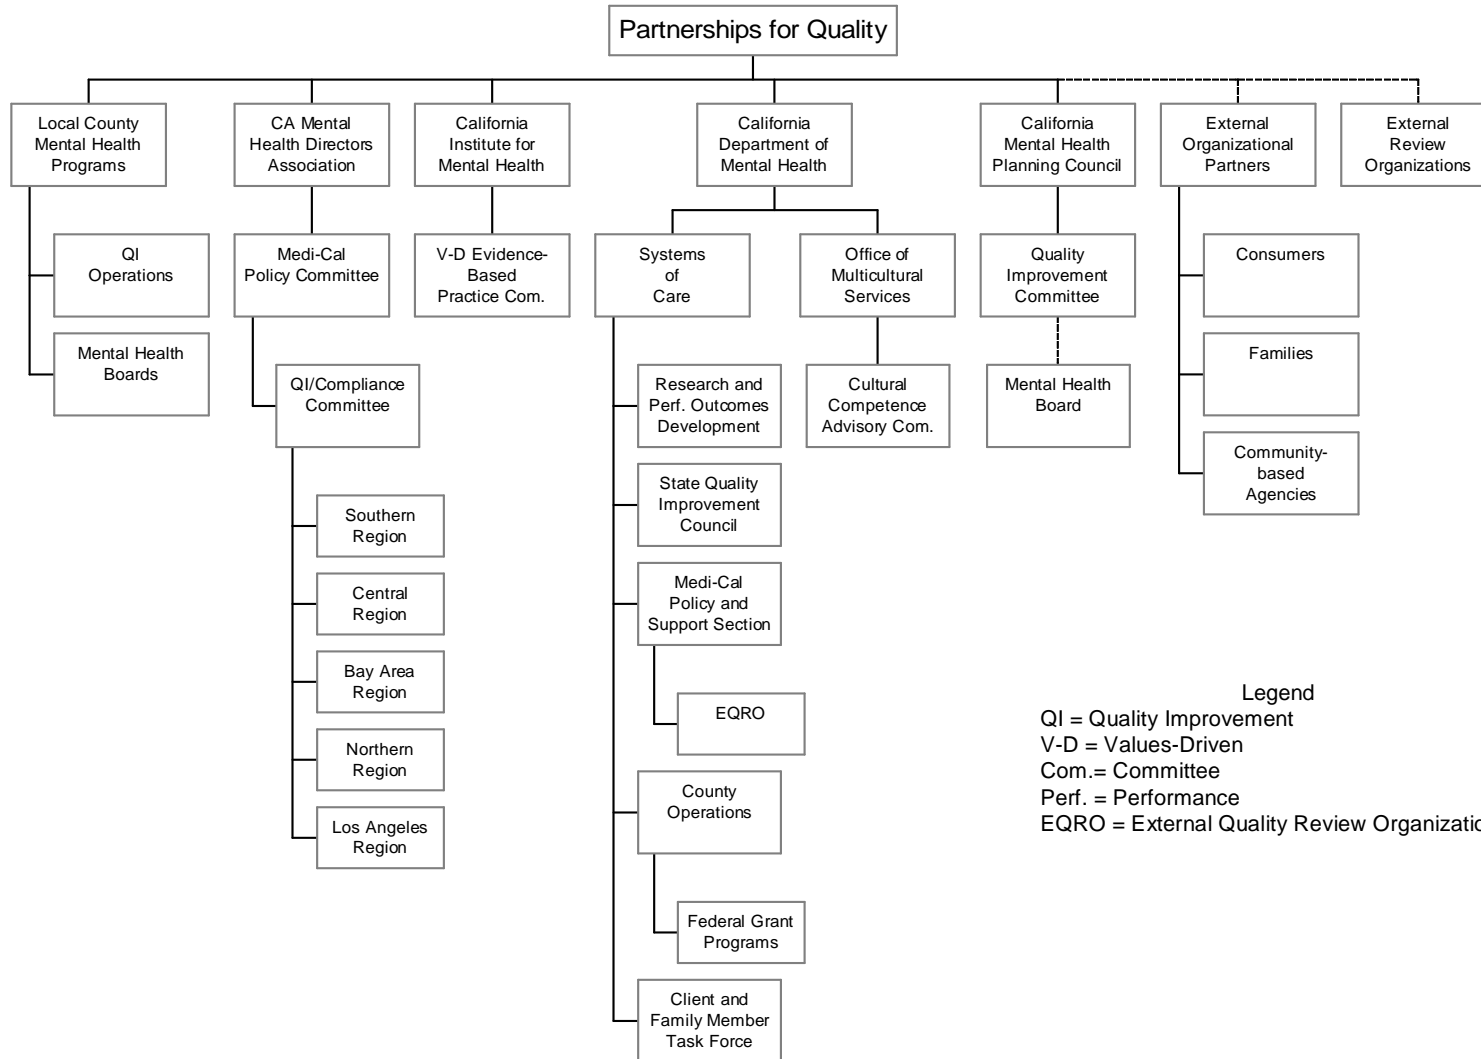 Partnerships for Quality
Local County
Mental Health
Programs
CA Mental
Health Directors
Association
California
Institute for
Mental Health
California
Department of
Mental Health
California
Mental Health
Planning Council
External
Organizational
Partners
External
Review
Organizations
QI
Operations
Mental Health
Boards
Medi-Cal
Policy Committee
QI/Compliance
Committee
Southern
Region
Central
Region
Bay Area
Region
Northern
Region
Los Angeles
Region
V-D Evidence-
Based
Practice Com.
Systems
of
Care
Research and
Perf. Outcomes
Development
State Quality
Improvement
Council
Medi-Cal
Policy and
Support Section
EQRO
County
Operations
Federal Grant
Programs
Client and
Family Member
Task Force
Office of
Multicultural
Services
Cultural
Competence
Advisory Com.
Quality
Improvement
Committee
Mental Health
Board
Consumers
Families
Community-
based
Agencies
Legend
QI = Quality Improvement
V-D = Values-Driven
Com.= Committee
Perf. = Performance
EQRO = External Quality Review Organizatio